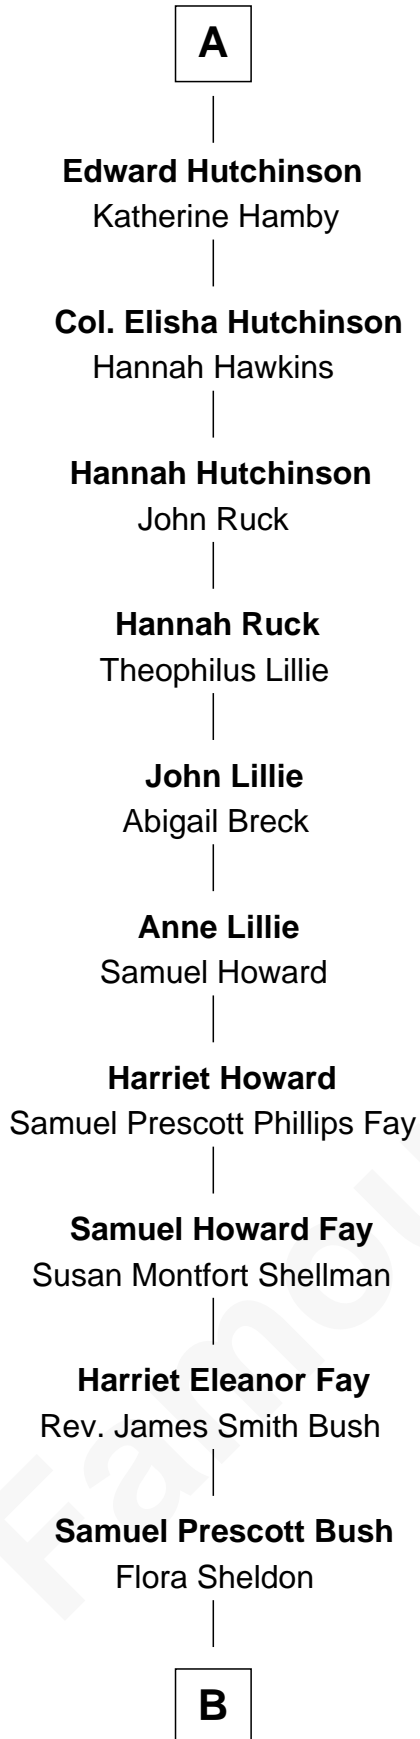 A
Edward Hutchinson
Katherine Hamby
Col. Elisha Hutchinson
Hannah Hawkins
Hannah Hutchinson
John Ruck
Hannah Ruck
Theophilus Lillie
John Lillie
Abigail Breck
Anne Lillie
Samuel Howard
Harriet Howard
Samuel Prescott Phillips Fay
Samuel Howard Fay
Susan Montfort Shellman
Harriet Eleanor Fay
Rev. James Smith Bush
Samuel Prescott Bush
Flora Sheldon
B